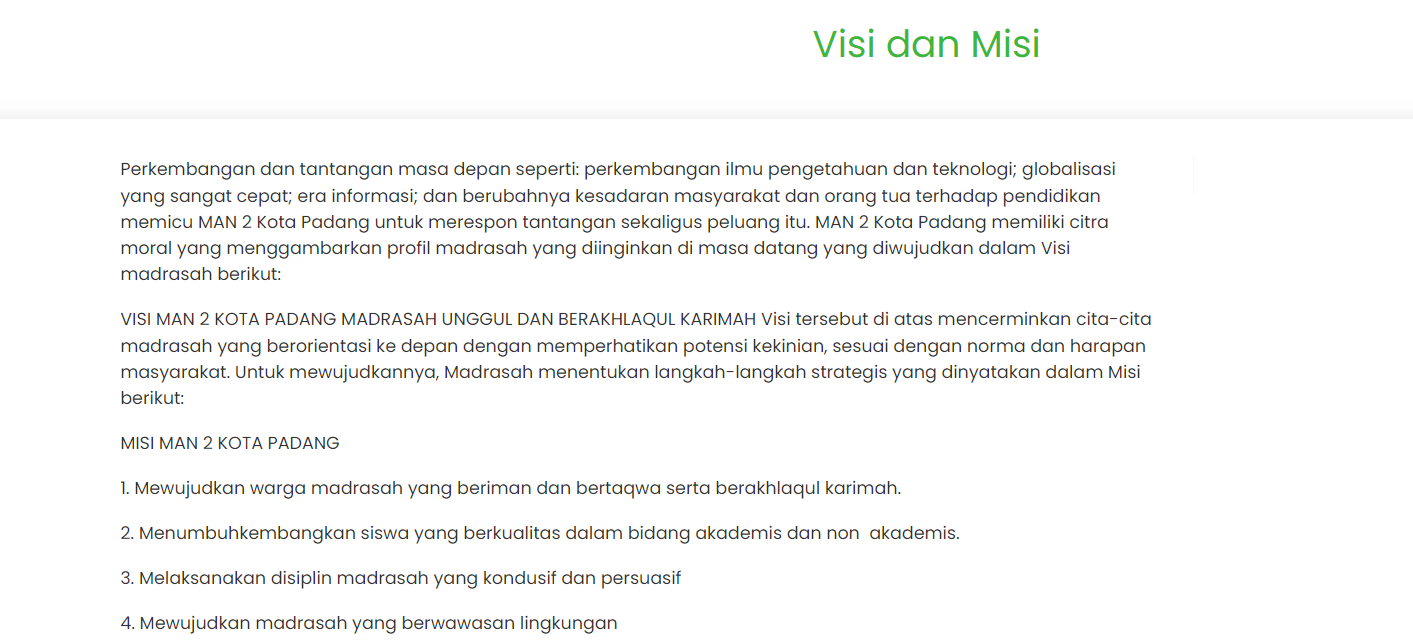 Visi dan Misi
Perkembangan dan tantangan masa depan seperti: perkembangan ilmu pengetahuan dan teknologi; globalisasi
yang sangat cepat; era informasi; dan berubahnya kesadaran masyarakat dan orang tua terhadap pendidikan
memicu MAN 2 Kota Padang untuk merespon tantangan sekaligus peluang itu. MAN 2 Kota Padang memiliki citra
moral yang menggambarkan profil madrasah yang diinginkan di masa datang yang diwujudkan dalam Visi
madrasah berikut:
VISI MAN 2 KOTA PADANG MADRASAH UNGGUL DAN BERAKHLAQUL KARIMAH Visi tersebut di atas mencerminkan cita-cita
madrasah yang berorientasi ke depan dengan memperhatikan potensi kekinian, sesuai dengan norma dan harapan
masyarakat. Untuk mewujudkannya, Madrasah menentukan langkah-langkah strategis yang dinyatakan dalam Misi
berikut:
MISI MAN 2 KOTA PADANG
1. Mewujudkan warga madrasah yang beriman dan bertaqwa serta berakhlaqul karimah.
2. Menumbuhkembangkan siswa yang berkualitas dalam bidang akademis dan non  akademis.
3. Melaksanakan disiplin madrasah yang kondusif dan persuasif
4. Mewujudkan madrasah yang berwawasan lingkungan